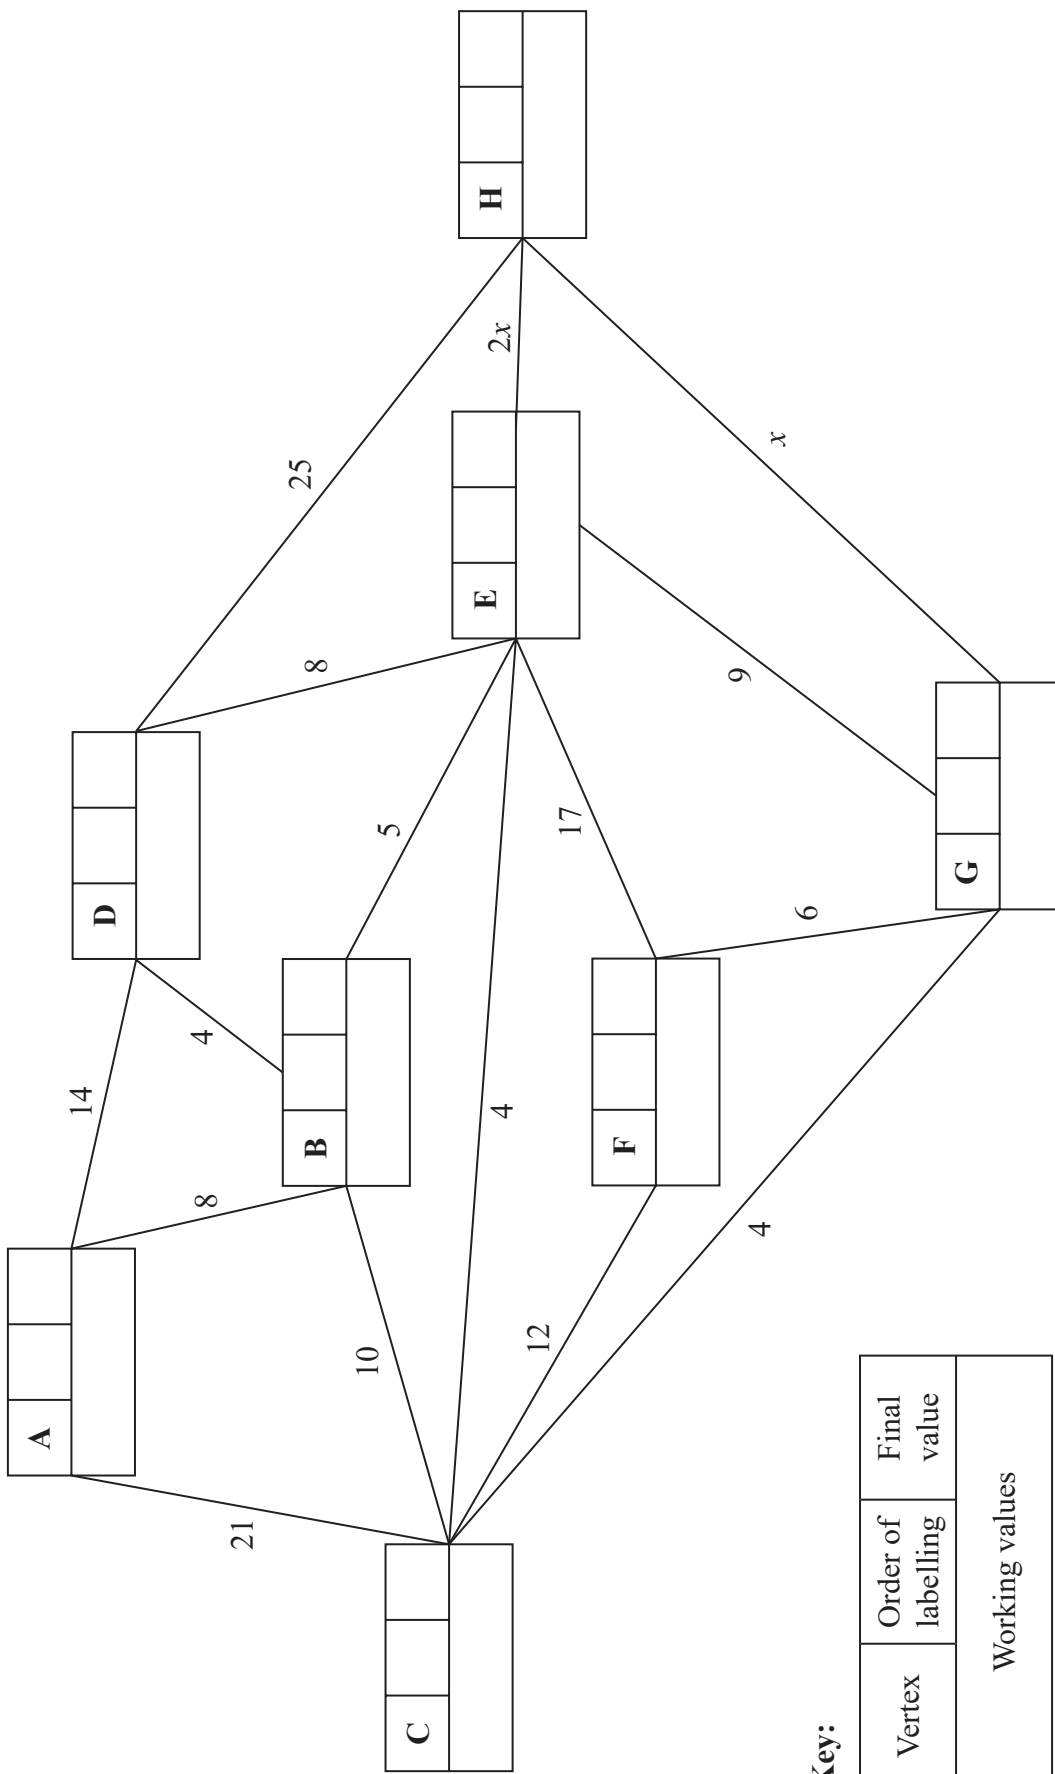 A
D
H
B
E
C
F
G
21
14
8
4
25
8
2x
10
5
4
17
12
9
x
6
4
Key:
Vertex
Order of
labelling
Final
value
Working values